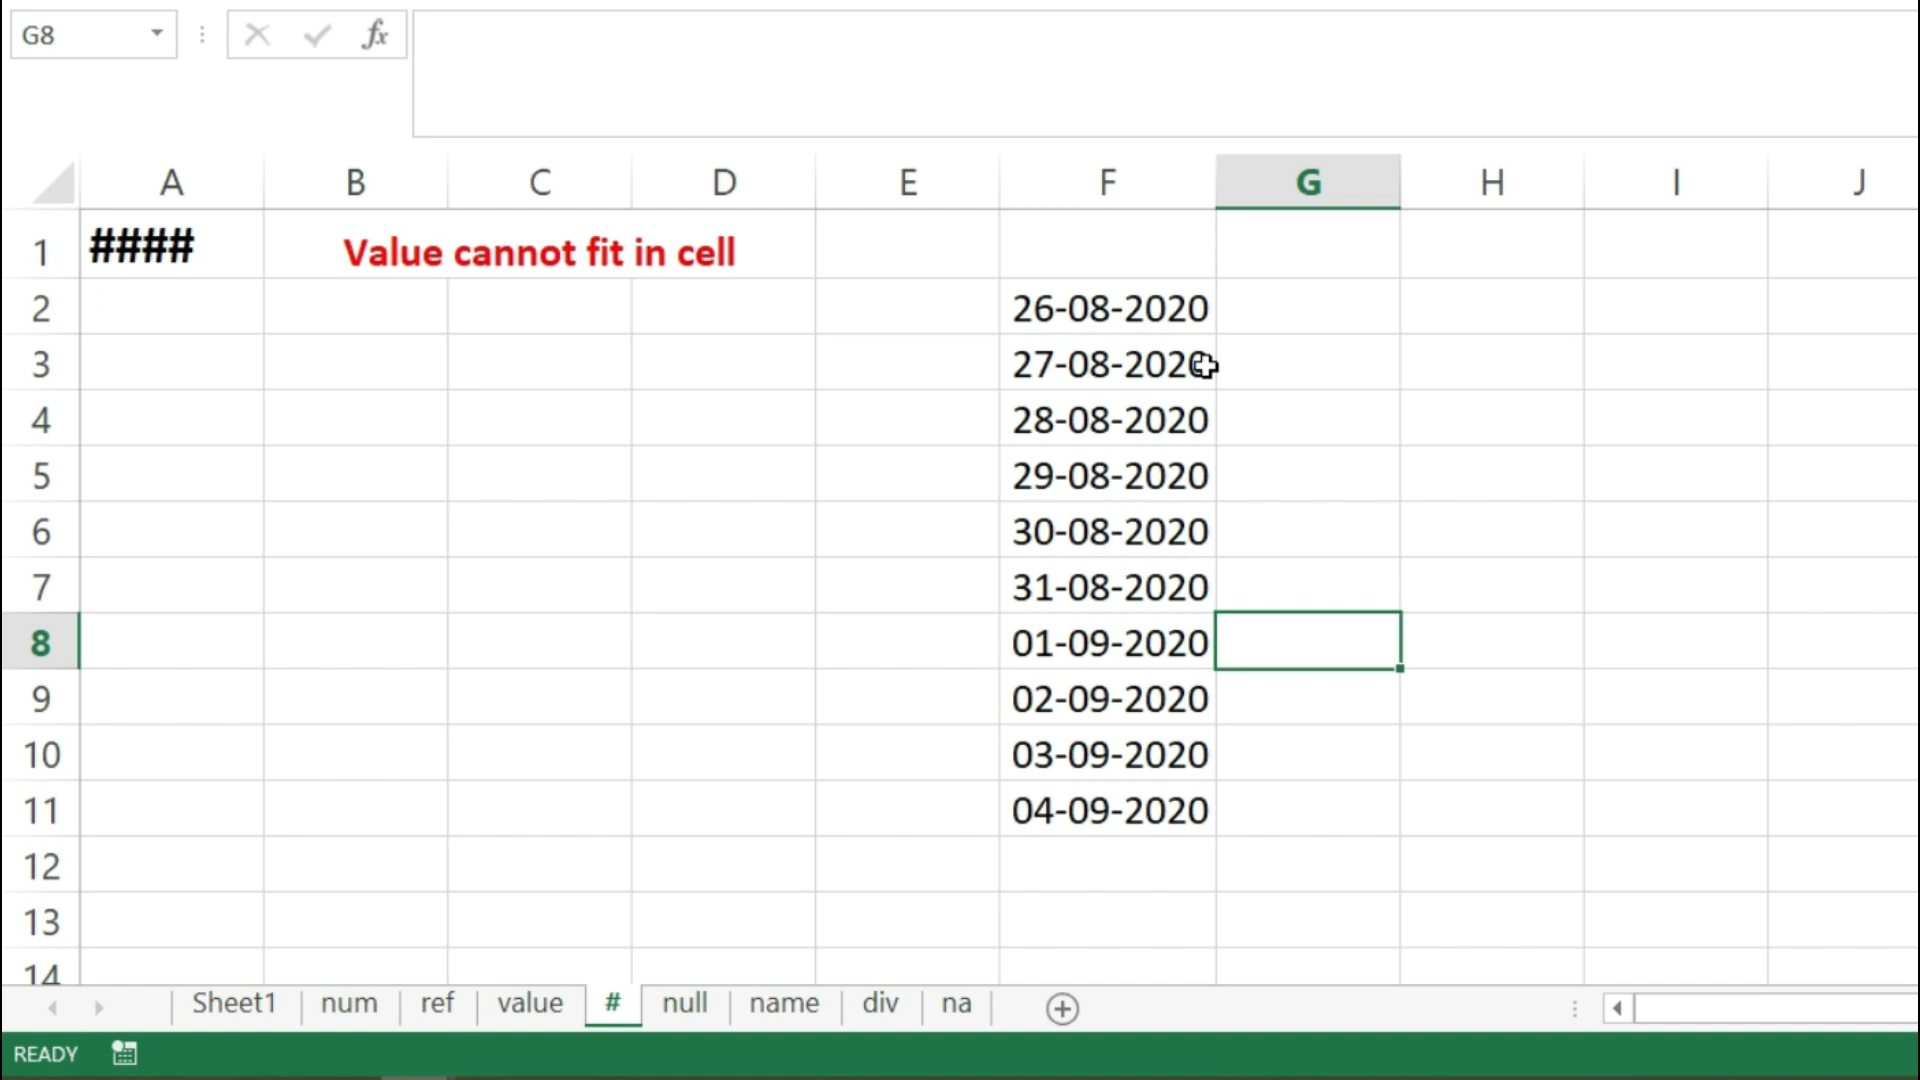 G8
fx
A B C D E F G H I J
1 #### Value cannot fit in cell
2 26-08-2020
3 27-08-2020
4 28-08-2020
5 29-08-2020
6 30-08-2020
7 31-08-2020
8 01-09-2020
9 02-09-2020
10 03-09-2020
11 04-09-2020
12
13
14
Sheet1 num ref value # null name div na
READY